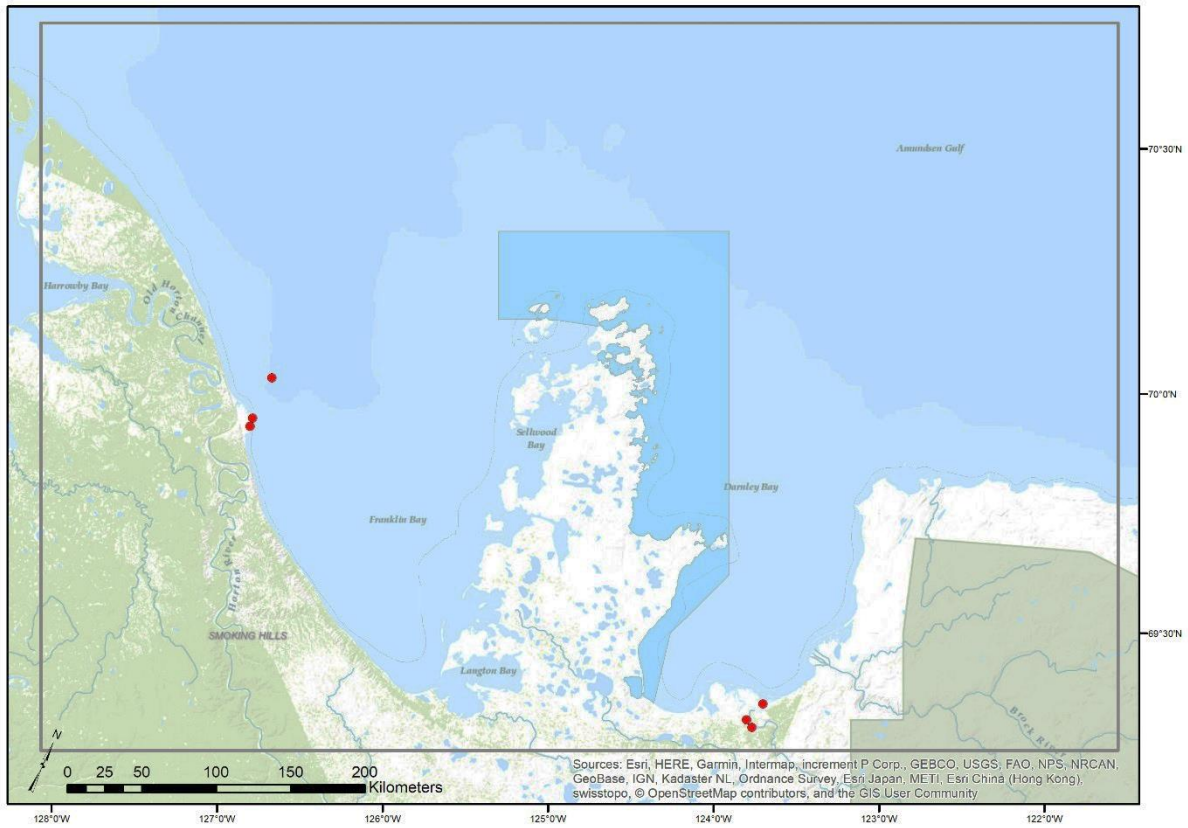 Amundsen Gulf
70°30'N
Harrowby Bay
Old Horton Channel
70°0'N
Sellwood
Bay
Darnley Bay
Franklin Bay
Horton River
SMOKING HILLS
69°30'N
Langton Bay
Brock River
N
0 25 50 100 150 200
Kilometers
Sources: Esri, HERE, Garmin, Intermap, increment P Corp., GEBCO, USGS, FAO, NPS, NRCAN,
GeoBase, IGN, Kadaster NL, Ordnance Survey, Esri Japan, METI, Esri China (Hong Kong),
swisstopo, © OpenStreetMap contributors, and the GIS User Community
128°0'W 127°0'W 126°0'W 125°0'W 124°0'W 123°0'W 122°0'W